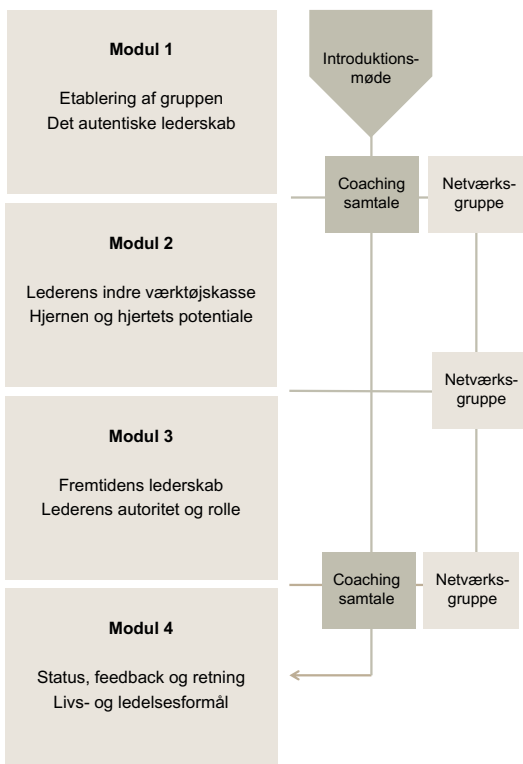 Modul 1
Etablering af gruppen
Det autentiske lederskab
Introduktions-
møde
Coaching
samtale
Netværks-
gruppe
Modul 2
Lederens indre værktøjskasse
Hjernen og hjertets potentiale
Netværks-
gruppe
Modul 3
Fremtidens lederskab
Lederens autoritet og rolle
Coaching
samtale
Netværks-
gruppe
Modul 4
Status, feedback og retning
Livs- og ledelsesformål